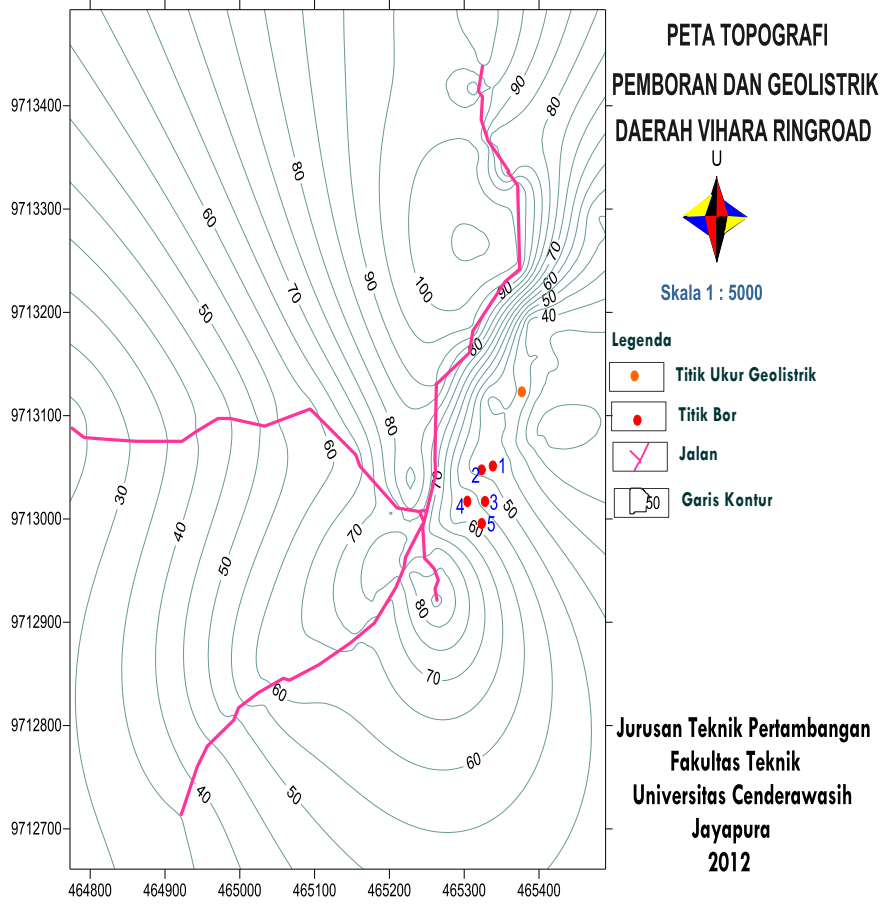 PETA TOPOGRAFI
PEMBORAN DAN GEOLISTRIK
DAERAH VIHARA RINGROAD
U
Skala 1 : 5000
Legenda
Titik Ukur Geolistrik
Titik Bor
Jalan
50 Garis Kontur
Jurusan Teknik Pertambangan
Fakultas Teknik
Universitas Cenderawasih
Jayapura
2012
9713400
9713300
9713200
9713100
9713000
9712900
9712800
9712700
464800 464900 465000 465100 465200 465300 465400
90
80
80
60
70
50
70
90
100
90
60
50
40
80
80
60
70
30
40
50
70
50
60
80
70
60
60
40
50
1
2
3
4
5